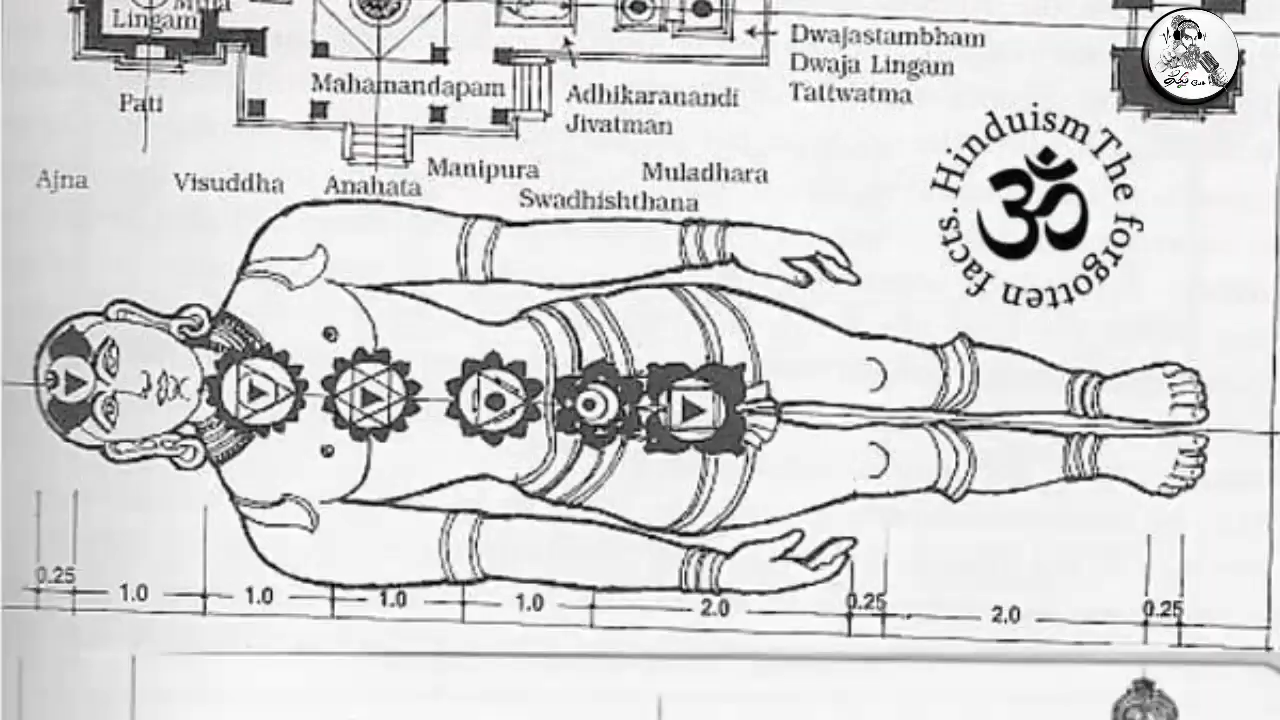 Mula
Lingam
Pati
Mahamandapam
Adhikaranandi
Jivatman
Dwajastambham
Dwaja Lingam
Tattwatma
Hinduism The forgotten facts.
ॐ
Ajna
Visuddha
Anahata
Manipura
Swadhishthana
Muladhara
0.25
1.0
1.0
1.0
1.0
2.0
0.25
2.0
0.25